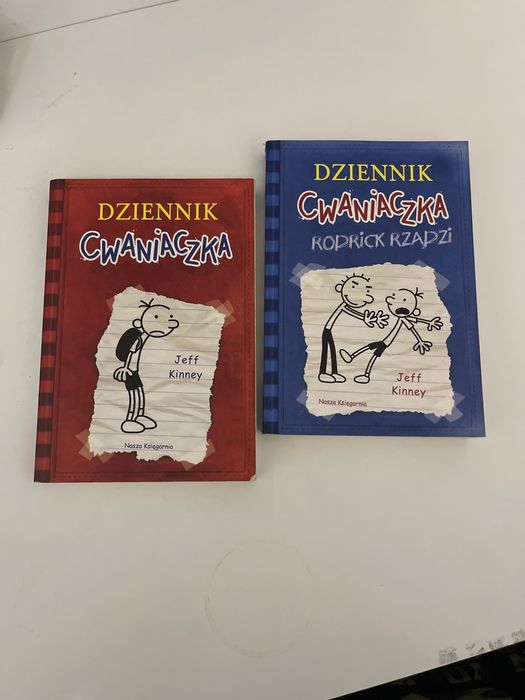 DZIENNIK
CWANIACZKA
Jeff
Kinney
Nasza Księgarnia
DZIENNIK
CWANIACZKA
RODRICK RZĄDZI
Jeff
Kinney
Nasza Księgarnia